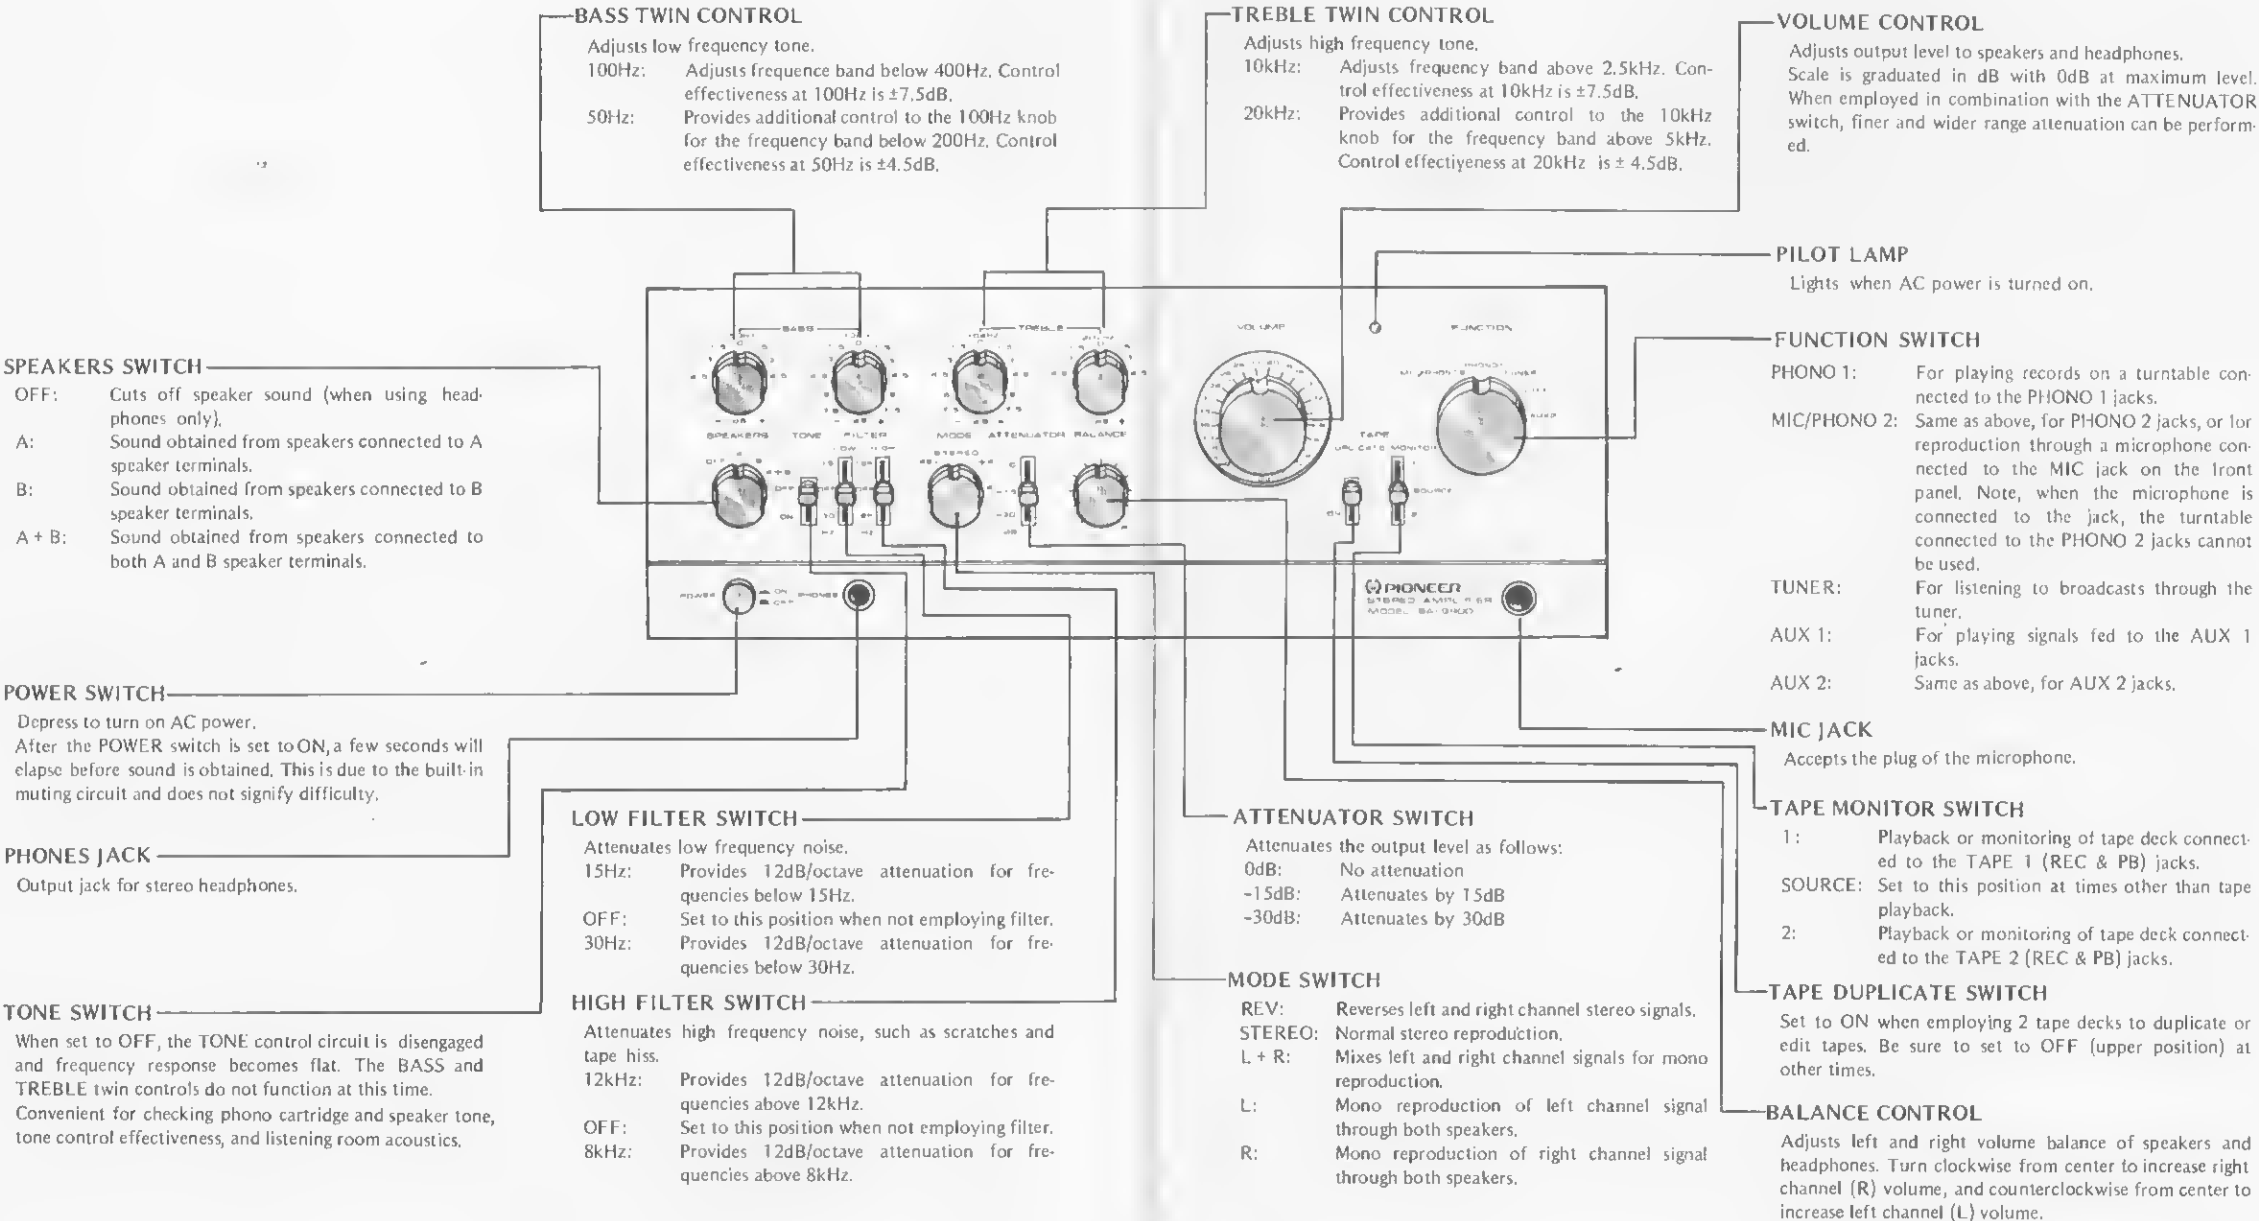 BASS TWIN CONTROL
Adjusts low frequency tone.
100Hz: Adjusts frequence band below 400Hz. Control
effectiveness at 100Hz is ±7.5dB.
50Hz: Provides additional control to the 100Hz knob
for the frequency band below 200Hz. Control
effectiveness at 50Hz is ±4.5dB.
TREBLE TWIN CONTROL
Adjusts high frequency tone.
10kHz: Adjusts frequency band above 2.5kHz. Con-
trol effectiveness at 10kHz is ±7.5dB.
20kHz: Provides additional control to the 10kHz
knob for the frequency band above 5kHz.
Control effectiyeness at 20kHz is ± 4.5dB.
VOLUME CONTROL
Adjusts output level to speakers and headphones.
Scale is graduated in dB with 0dB at maximum level.
When employed in combination with the ATTENUATOR
switch, finer and wider range attenuation can be perform-
ed.
PILOT LAMP
Lights when AC power is turned on.
FUNCTION SWITCH
PHONO 1: For playing records on a turntable con-
nected to the PHONO 1 jacks.
MIC/PHONO 2: Same as above, for PHONO 2 jacks, or for
reproduction through a microphone con-
nected to the MIC jack on the front
panel. Note, when the microphone is
connected to the jack, the turntable
connected to the PHONO 2 jacks cannot
be used.
TUNER: For listening to broadcasts through the
tuner.
AUX 1: For playing signals fed to the AUX 1
jacks.
AUX 2: Same as above, for AUX 2 jacks.
MIC JACK
Accepts the plug of the microphone.
TAPE MONITOR SWITCH
1: Playback or monitoring of tape deck connect-
ed to the TAPE 1 (REC & PB) jacks.
SOURCE: Set to this position at times other than tape
playback.
2: Playback or monitoring of tape deck connect-
ed to the TAPE 2 (REC & PB) jacks.
TAPE DUPLICATE SWITCH
Set to ON when employing 2 tape decks to duplicate or
edit tapes. Be sure to set to OFF (upper position) at
other times.
BALANCE CONTROL
Adjusts left and right volume balance of speakers and
headphones. Turn clockwise from center to increase right
channel (R) volume, and counterclockwise from center to
increase left channel (L) volume.
SPEAKERS SWITCH
OFF: Cuts off speaker sound (when using head-
phones only).
A: Sound obtained from speakers connected to A
speaker terminals.
B: Sound obtained from speakers connected to B
speaker terminals.
A + B: Sound obtained from speakers connected to
both A and B speaker terminals.
POWER SWITCH
Depress to turn on AC power.
After the POWER switch is set to ON, a few seconds will
elapse before sound is obtained. This is due to the built-in
muting circuit and does not signify difficulty.
PHONES JACK
Output jack for stereo headphones.
TONE SWITCH
When set to OFF, the TONE control circuit is disengaged
and frequency response becomes flat. The BASS and
TREBLE twin controls do not function at this time.
Convenient for checking phono cartridge and speaker tone,
tone control effectiveness, and listening room acoustics.
LOW FILTER SWITCH
Attenuates low frequency noise.
15Hz: Provides 12dB/octave attenuation for fre-
quencies below 15Hz.
OFF: Set to this position when not employing filter.
30Hz: Provides 12dB/octave attenuation for fre-
quencies below 30Hz.
HIGH FILTER SWITCH
Attenuates high frequency noise, such as scratches and
tape hiss.
12kHz: Provides 12dB/octave attenuation for fre-
quencies above 12kHz.
OFF: Set to this position when not employing filter.
8kHz: Provides 12dB/octave attenuation for fre-
quencies above 8kHz.
ATTENUATOR SWITCH
Attenuates the output level as follows:
0dB: No attenuation
-15dB: Attenuates by 15dB
-30dB: Attenuates by 30dB
MODE SWITCH
REV: Reverses left and right channel stereo signals.
STEREO: Normal stereo reproduction.
L + R: Mixes left and right channel signals for mono
reproduction.
L: Mono reproduction of left channel signal
through both speakers.
R: Mono reproduction of right channel signal
through both speakers.
BASS
TREBLE
VOLUME
FUNCTION
SPEAKERS TONE FILTER MODE ATTENUATOR BALANCE
STEREO
TAPE
MONITOR
SOURCE
POWER ON OFF PHONES
PIONEER
STEREO AMPLIFIER